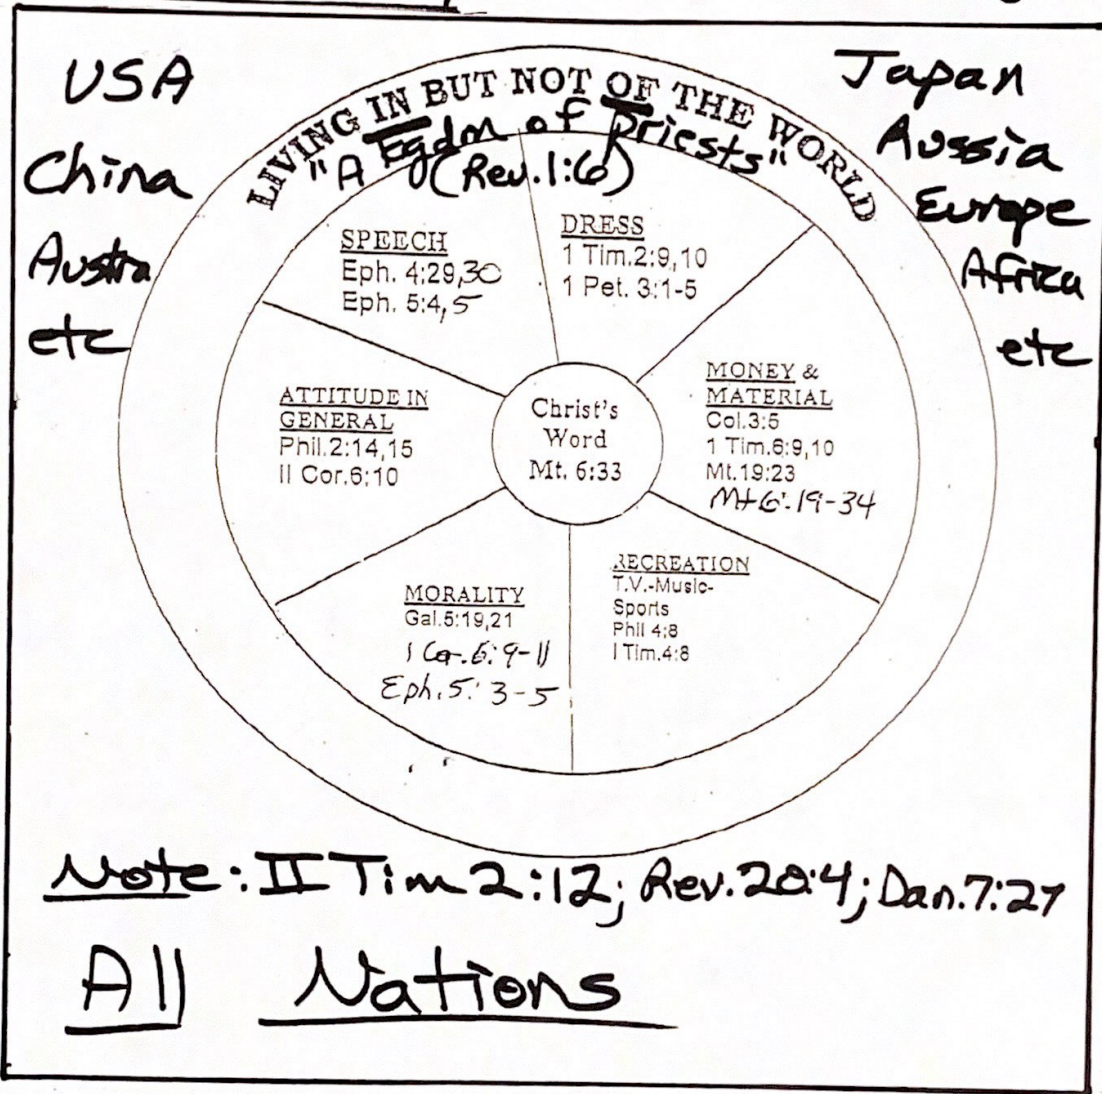 USA
China
Austra
etc
Japan
Aussia
Europe
Africa
etc
LIVING IN BUT NOT OF THE WORLD
"A Kgdm of Priests"
(Rev.1:6)
SPEECH
Eph. 4:29,30
Eph. 5:4,5
DRESS
1 Tim.2:9,10
1 Pet. 3:1-5
ATTITUDE IN
GENERAL
Phil.2:14,15
II Cor.6:10
Christ's
Word
Mt. 6:33
MONEY &
MATERIAL
Col.3:5
1 Tim.6:9,10
Mt.19:23
Mt 6:19-34
MORALITY
Gal.5:19,21
1 Cor.6:9-11
Eph.5:3-5
RECREATION
T.V.-Music-
Sports
Phil 4:8
I Tim.4:8
Note: II Tim 2:12; Rev.20:4; Dan.7:27
All Nations